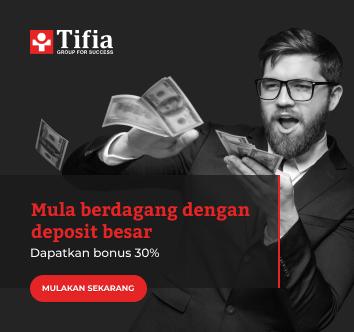 Tifia
GROUP FOR SUCCESS
Mula berdagang dengan
deposit besar
Dapatkan bonus 30%
MULAKAN SEKARANG